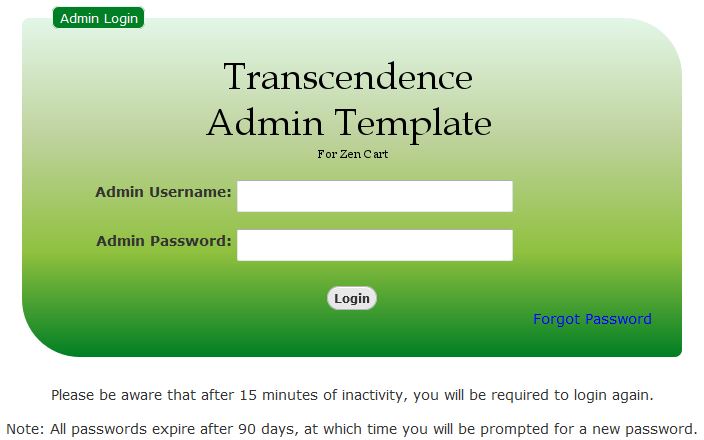 Admin Login
Transcendence
Admin Template
For Zen Cart
Admin Username:
Admin Password:
Login
Forgot Password
Please be aware that after 15 minutes of inactivity, you will be required to login again.
Note: All passwords expire after 90 days, at which time you will be prompted for a new password.